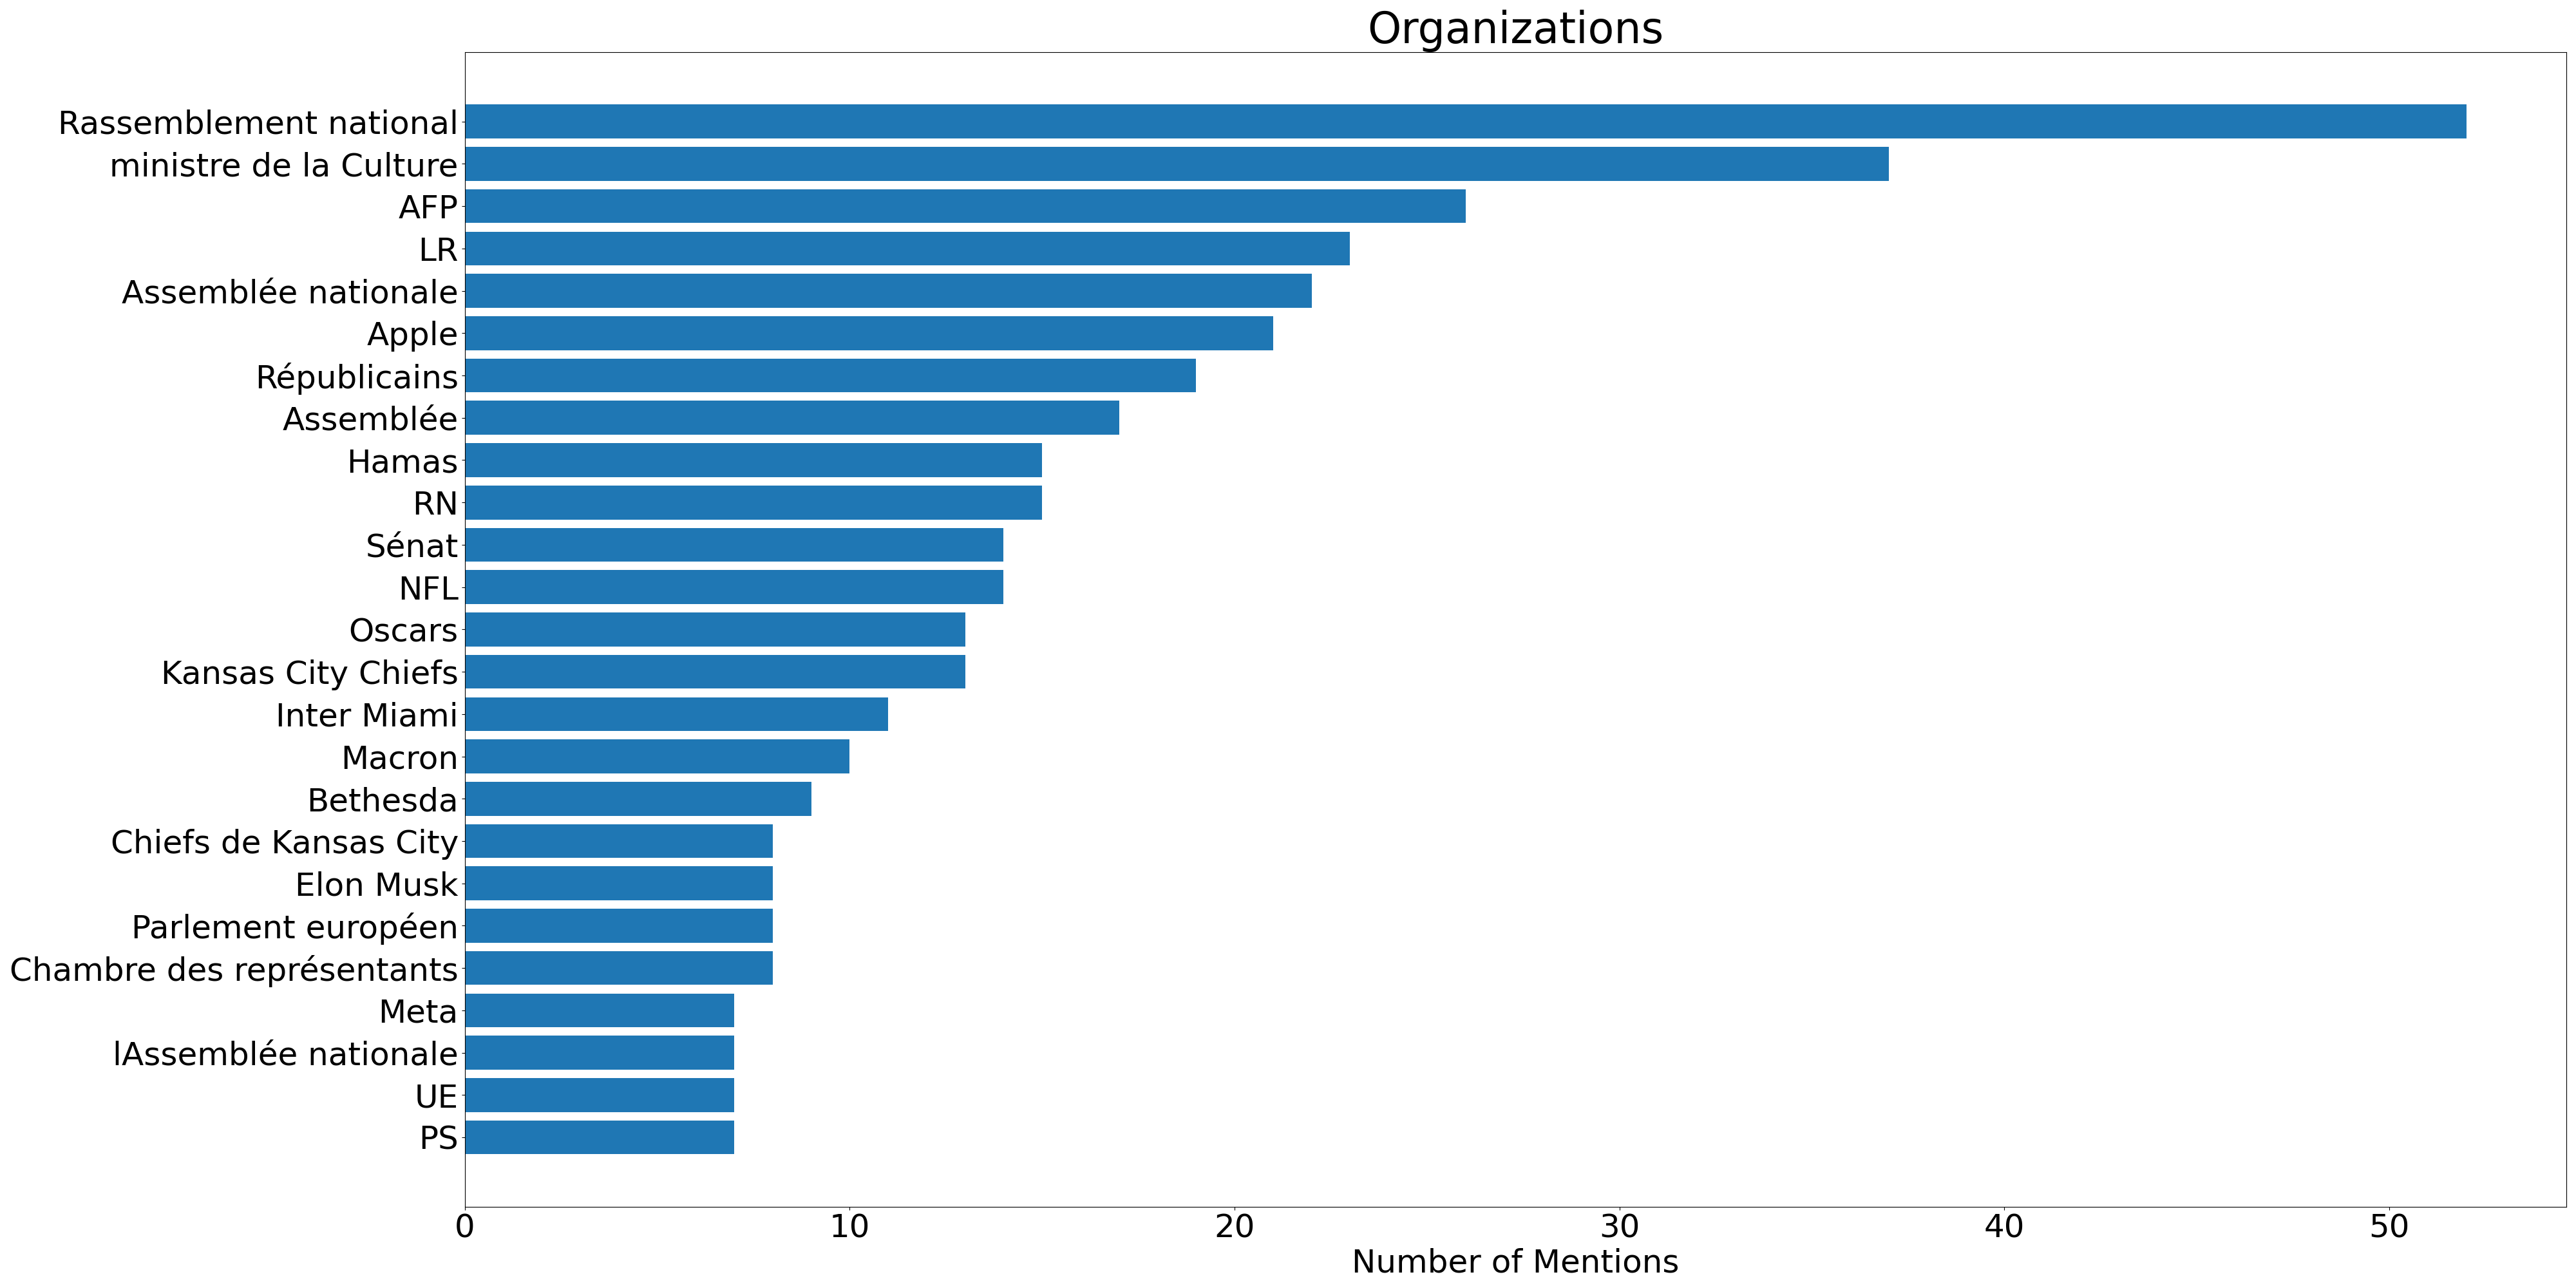 Organizations
Rassemblement national
ministre de la Culture
AFP
LR
Assemblée nationale
Apple
Républicains
Assemblée
Hamas
RN
Sénat
NFL
Oscars
Kansas City Chiefs
Inter Miami
Macron
Bethesda
Chiefs de Kansas City
Elon Musk
Parlement européen
Chambre des représentants
Meta
lAssemblée nationale
UE
PS
0 10 20 30 40 50
Number of Mentions